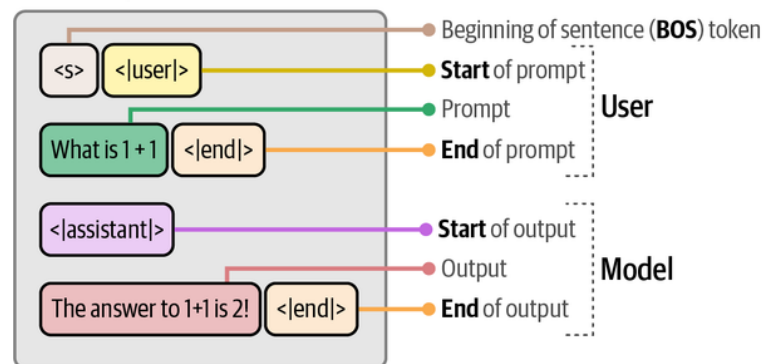 Beginning of sentence (BOS) token
<s> <|user|>
Start of prompt
Prompt
User
What is 1 + 1 <|end|>
End of prompt
<|assistant|>
Start of output
Output
Model
The answer to 1+1 is 2! <|end|>
End of output